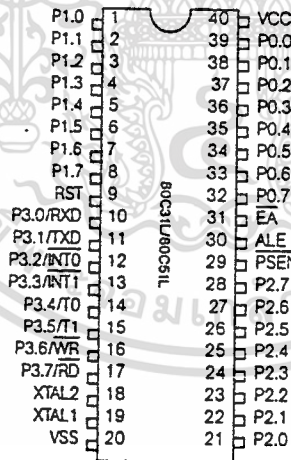 P1.0 1 40 VCC
P1.1 2 39 P0.0
P1.2 3 38 P0.1
P1.3 4 37 P0.2
P1.4 5 36 P0.3
P1.5 6 35 P0.4
P1.6 7 34 P0.5
P1.7 8 33 P0.6
RST 9 32 P0.7
P3.0/RXD 10 31 E̅A̅
P3.1/TXD 11 30 ALE
P3.2/I̅N̅T̅0̅ 12 29 P̅S̅E̅N̅
P3.3/I̅N̅T̅1̅ 13 28 P2.7
P3.4/T0 14 27 P2.6
P3.5/T1 15 26 P2.5
P3.6/W̅R̅ 16 25 P2.4
P3.7/R̅D̅ 17 24 P2.3
XTAL2 18 23 P2.2
XTAL1 19 22 P2.1
VSS 20 21 P2.0
80C31L/80C51L